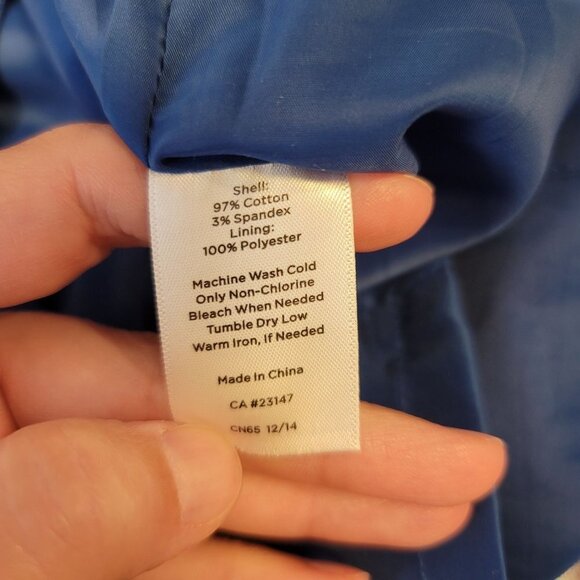 Shell:
97% Cotton
3% Spandex
Lining:
100% Polyester
Machine Wash Cold
Only Non-Chlorine
Bleach When Needed
Tumble Dry Low
Warm Iron, If Needed
Made in China
CA #23147
CN65 12/14